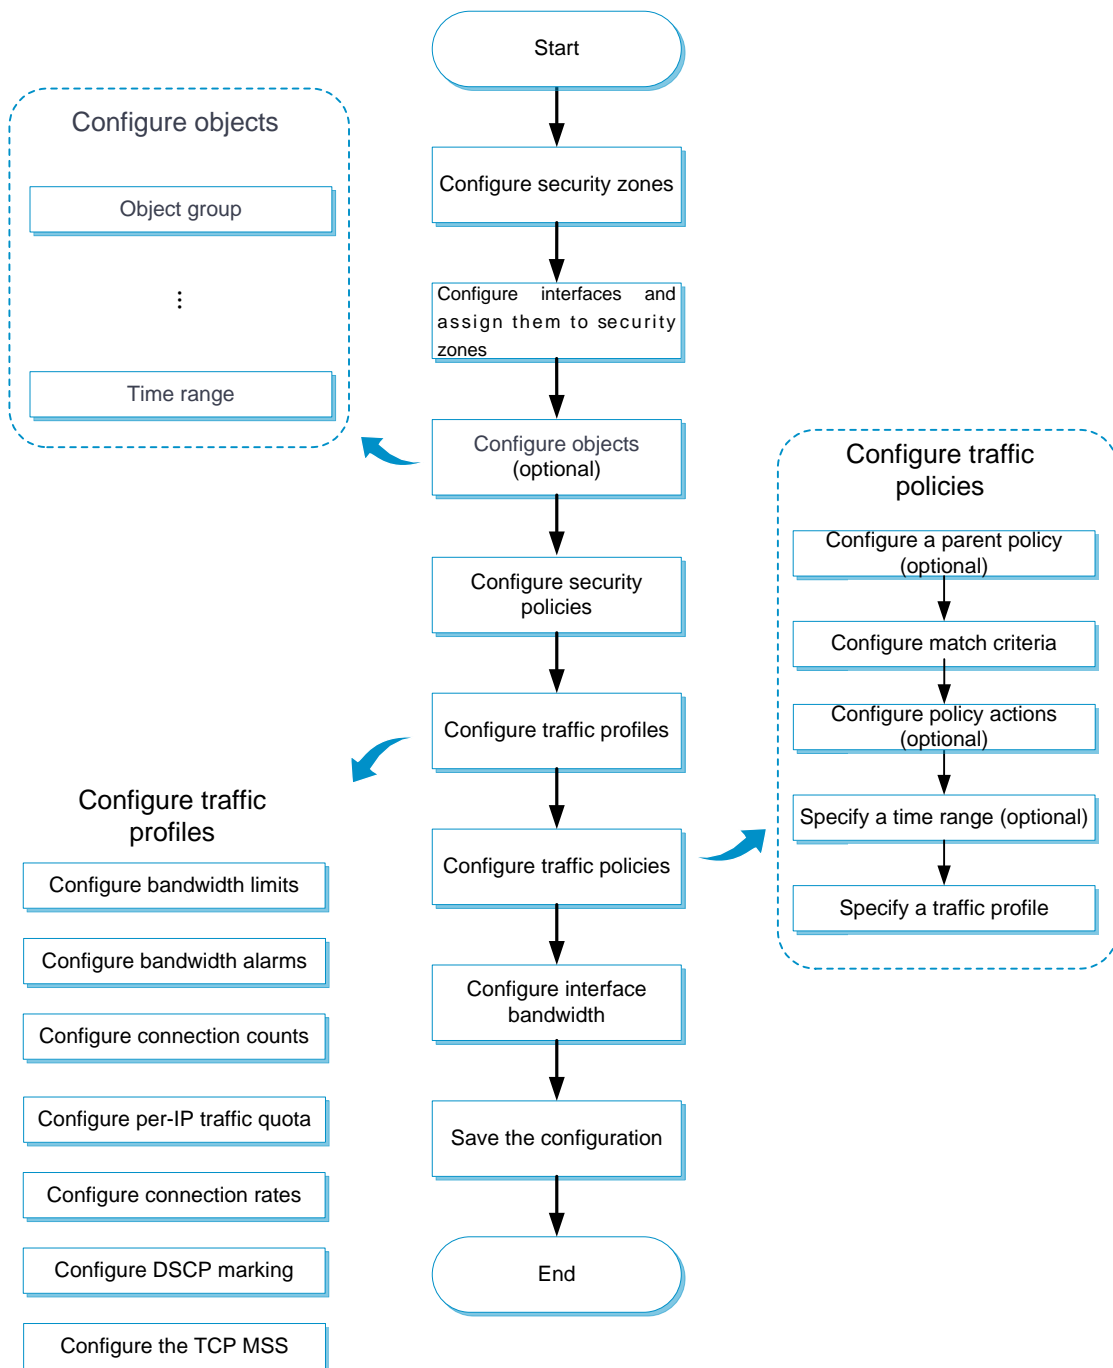 Start
Configure security zones
Configure interfaces and
assign them to security
zones
Configure objects
(optional)
Configure security
policies
Configure traffic profiles
Configure traffic policies
Configure interface
bandwidth
Save the configuration
End
Configure objects
Object group
...
Time range
Configure traffic
profiles
Configure bandwidth limits
Configure bandwidth alarms
Configure connection counts
Configure per-IP traffic quota
Configure connection rates
Configure DSCP marking
Configure the TCP MSS
Configure traffic
policies
Configure a parent policy
(optional)
Configure match criteria
Configure policy actions
(optional)
Specify a time range (optional)
Specify a traffic profile